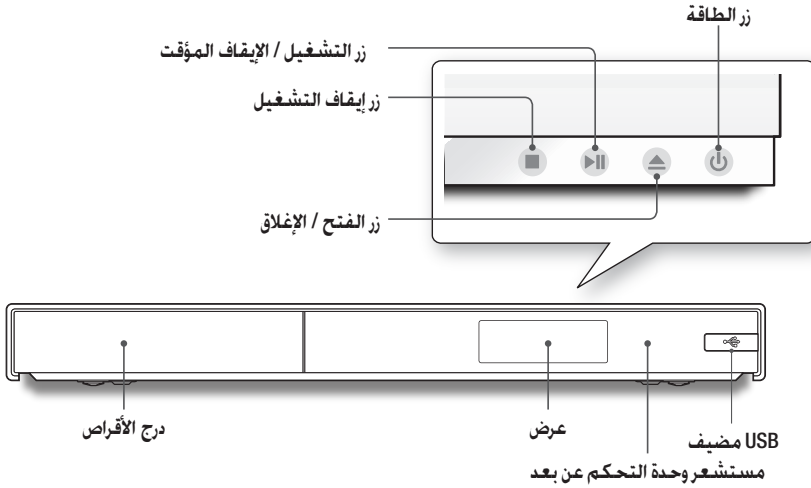 زر الطاقة
زر التشغيل / الإيقاف المؤقت
زر إيقاف التشغيل
زر الفتح / الإغلاق
درج الأقراص
عرض
USB مضيف
مستشعر وحدة التحكم عن بعد